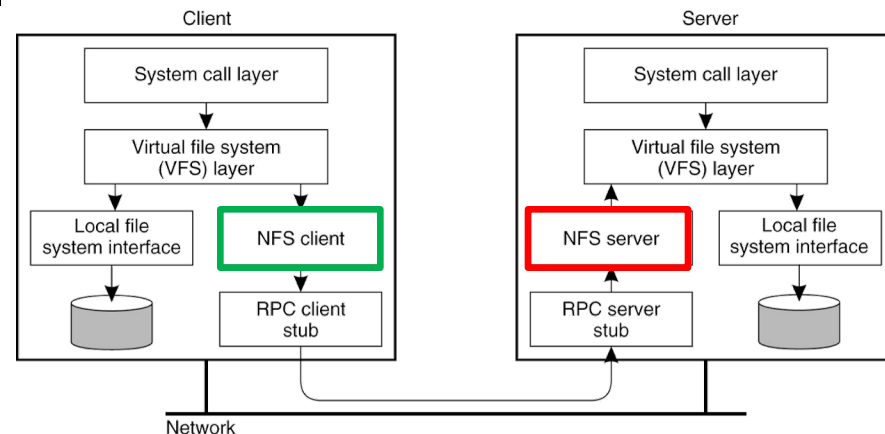 Client
Server
System call layer
System call layer
Virtual file system
(VFS) layer
Virtual file system
(VFS) layer
Local file
system interface
NFS client
NFS server
Local file
system interface
RPC client
stub
RPC server
stub
Network